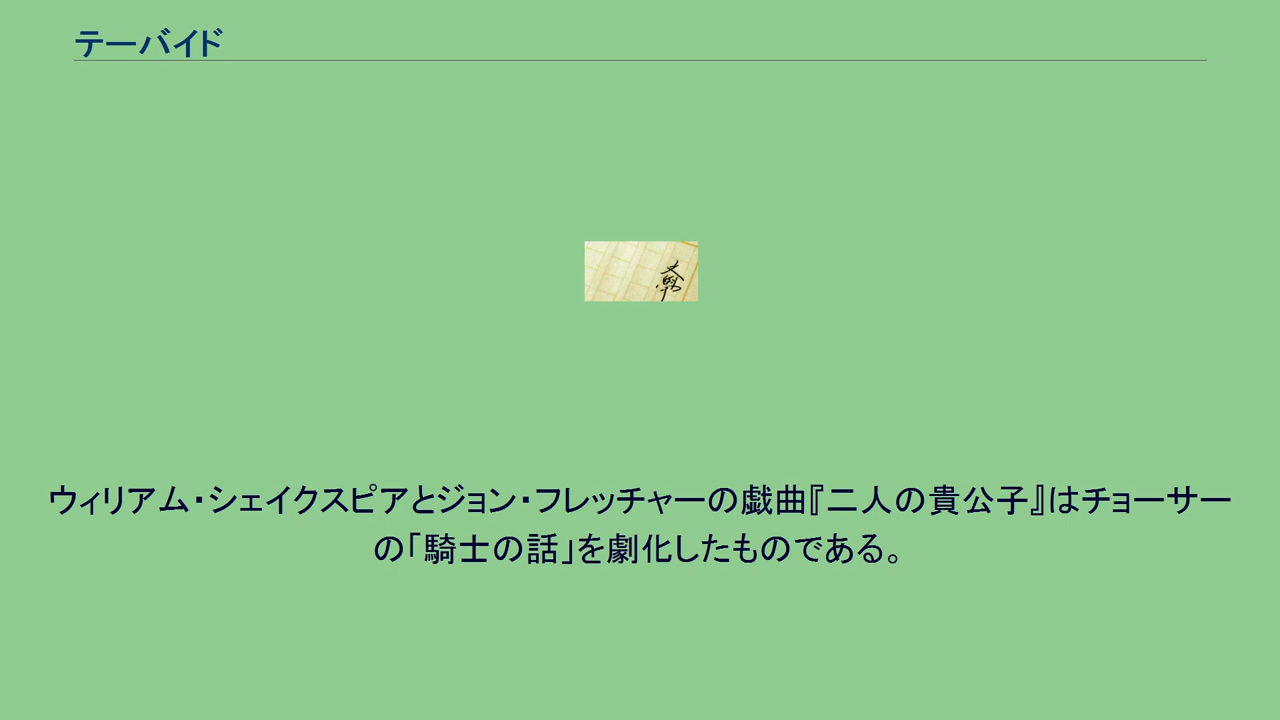 テーバイド
ウィリアム・シェイクスピアとジョン・フレッチャーの戯曲『二人の貴公子』はチョーサー
の「騎士の話」を劇化したものである。